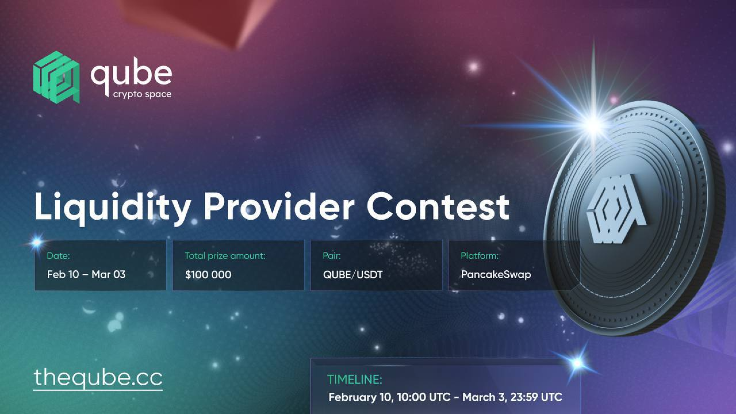 qube
crypto space
Liquidity Provider Contest
Date:
Feb 10 – Mar 03
Total prize amount:
$100 000
Pair:
QUBE/USDT
Platform:
PancakeSwap
theqube.cc
TIMELINE:
February 10, 10:00 UTC - March 3, 23:59 UTC